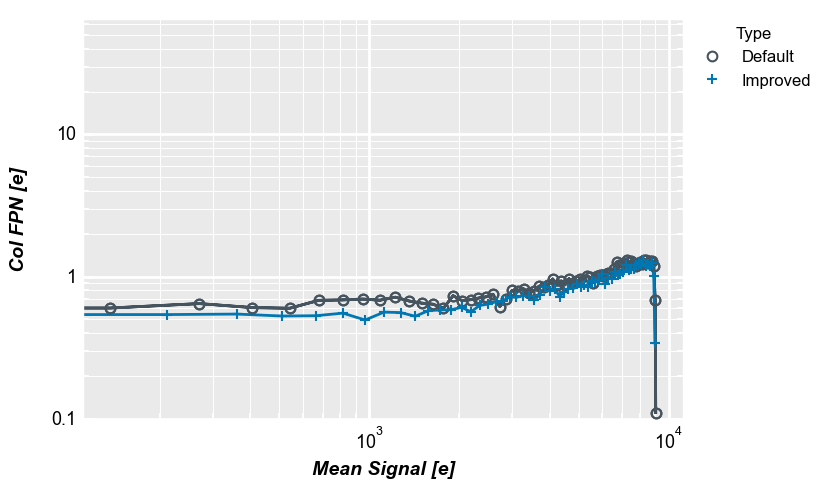 Type
Default
Improved
10
1
0.1
Col FPN [e]
10³
10⁴
Mean Signal [e]